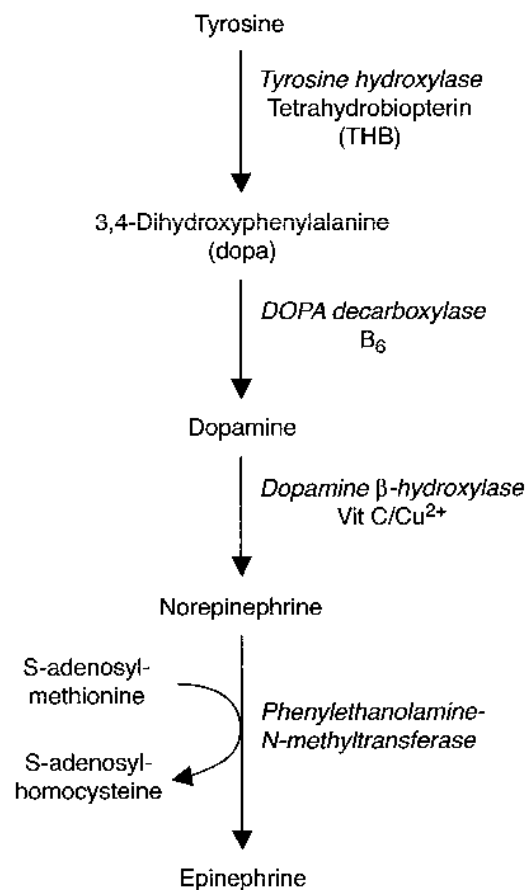 Tyrosine
Tyrosine hydroxylase
Tetrahydrobiopterin
(THB)
3,4-Dihydroxyphenylalanine
(dopa)
DOPA decarboxylase
B₆
Dopamine
Dopamine β-hydroxylase
Vit C/Cu²⁺
Norepinephrine
S-adenosyl-
methionine
Phenylethanolamine-
N-methyltransferase
S-adenosyl-
homocysteine
Epinephrine